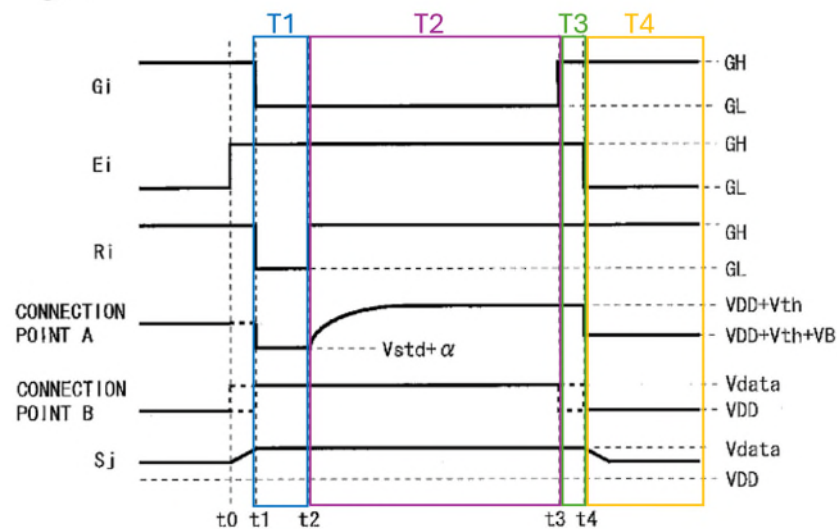 T1 T2 T3 T4
Gi GH
GL
Ei GH
GL
Ri GH
GL
CONNECTION POINT A VDD+Vth
VDD+Vth+VB
Vstd+α
CONNECTION POINT B Vdata
VDD
Sj Vdata
VDD
t0 t1 t2 t3 t4